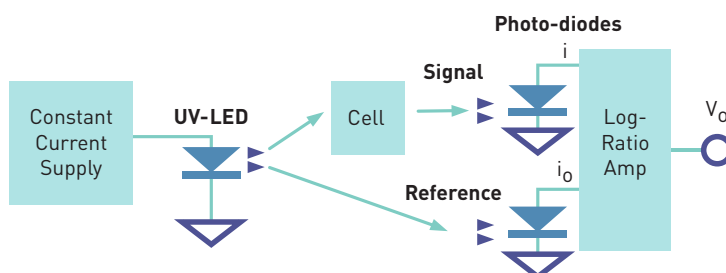 Photo-diodes
i
Signal
Constant
Current
Supply
UV-LED
Cell
Log-
Ratio
Amp
Vo
io
Reference